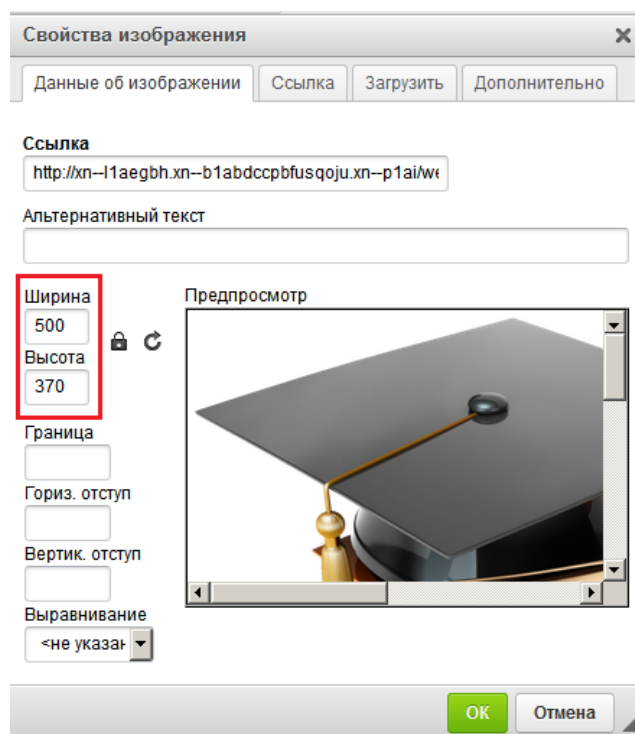 Свойства изображения
Данные об изображении Ссылка Загрузить Дополнительно
Ссылка
http://xn--l1aegbh.xn--b1abdccpbfusqoju.xn--p1ai/we
Альтернативный текст
Ширина Предпросмотр
500
Высота
370
Граница
Гориз. отступ
Вертик. отступ
Выравнивание
<не указан
ОК Отмена